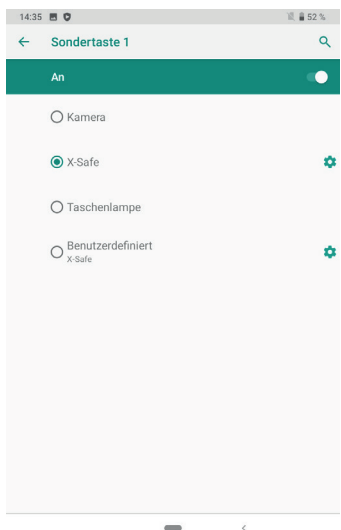 14:35
52 %
Sondertaste 1
An
Kamera
X-Safe
Taschenlampe
Benutzerdefiniert
X-Safe